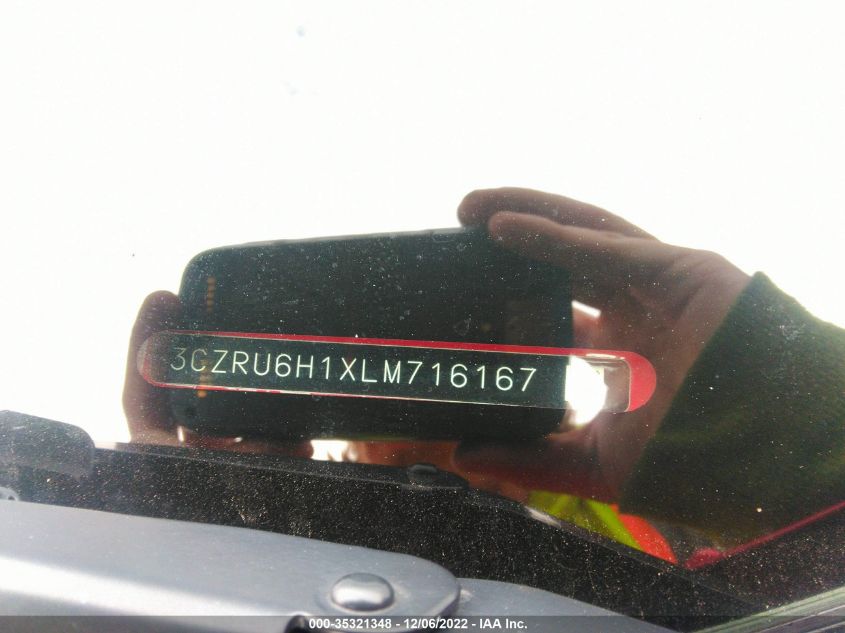 3CZRU6H1XLM716167
000-35321348 - 12/06/2022 - IAA Inc.